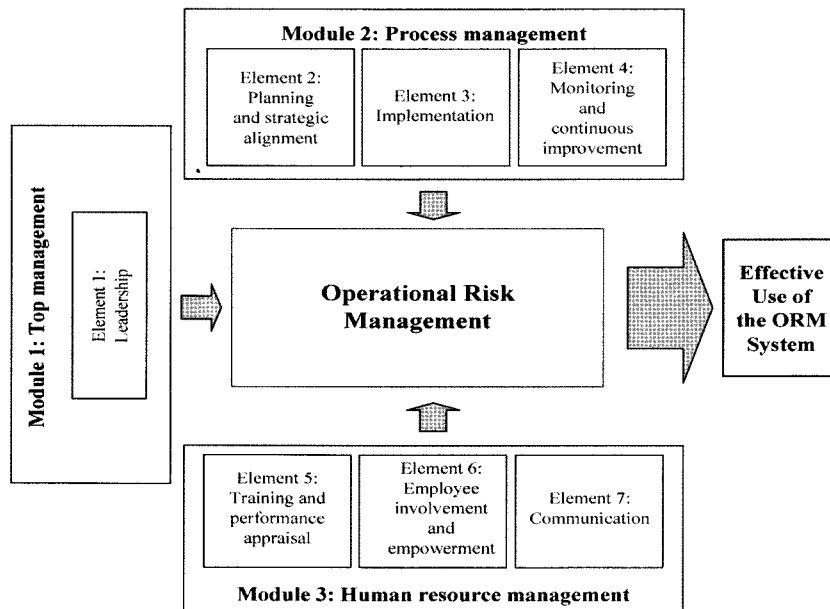 Module 2: Process management
Element 2:
Planning
and strategic
alignment
Element 3:
Implementation
Element 4:
Monitoring
and
continuous
improvement
Module 1: Top management
Element 1:
Leadership
Operational Risk
Management
Effective
Use of
the ORM
System
Element 5:
Training and
performance
appraisal
Element 6:
Employee
involvement
and
empowerment
Element 7:
Communication
Module 3: Human resource management